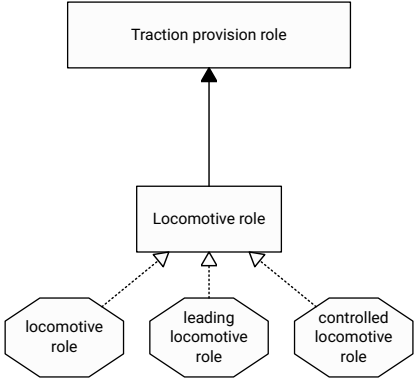 Traction provision role
Locomotive role
locomotive
role
leading
locomotive
role
controlled
locomotive
role